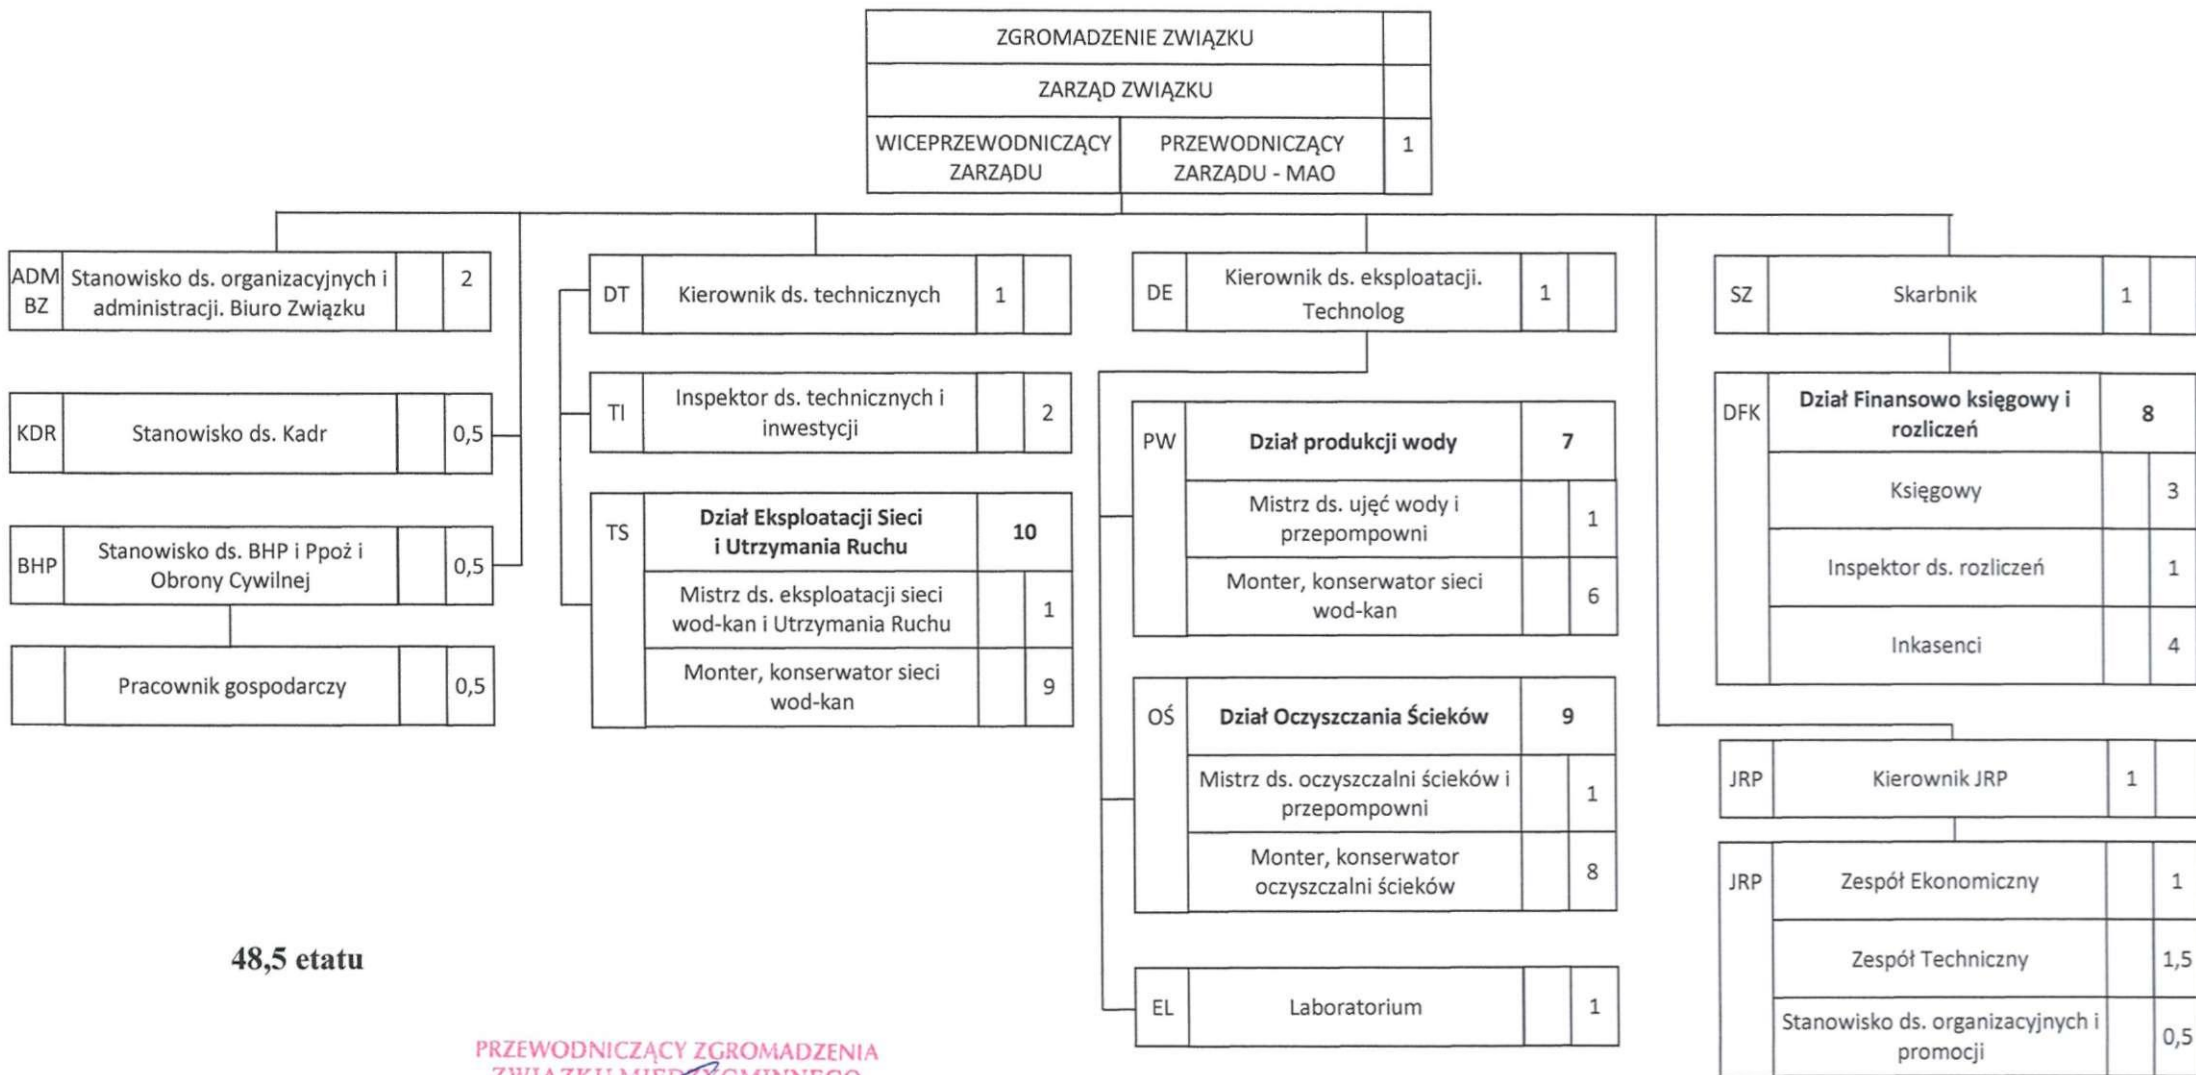 ZGROMADZENIE ZWIĄZKU
ZARZĄD ZWIĄZKU
WICEPRZEWODNICZĄCY
ZARZĄDU
PRZEWODNICZĄCY
ZARZĄDU - MAO
1
ADM
BZ
Stanowisko ds. organizacyjnych i
administracji. Biuro Związku
2
KDR
Stanowisko ds. Kadr
0,5
BHP
Stanowisko ds. BHP i Ppoż i
Obrony Cywilnej
0,5
Pracownik gospodarczy
0,5
DT
Kierownik ds. technicznych
1
TI
Inspektor ds. technicznych i
inwestycji
2
TS
Dział Eksploatacji Sieci
i Utrzymania Ruchu
10
Mistrz ds. eksploatacji sieci
wod-kan i Utrzymania Ruchu
1
Monter, konserwator sieci
wod-kan
9
DE
Kierownik ds. eksploatacji.
Technolog
1
PW
Dział produkcji wody
7
Mistrz ds. ujęć wody i
przepompowni
1
Monter, konserwator sieci
wod-kan
6
OŚ
Dział Oczyszczania Ścieków
9
Mistrz ds. oczyszczalni ścieków i
przepompowni
1
Monter, konserwator
oczyszczalni ścieków
8
EL
Laboratorium
1
SZ
Skarbnik
1
DFK
Dział Finansowo księgowy i
rozliczeń
8
Księgowy
3
Inspektor ds. rozliczeń
1
Inkasenci
4
JRP
Kierownik JRP
1
JRP
Zespół Ekonomiczny
1
Zespół Techniczny
1,5
Stanowisko ds. organizacyjnych i
promocji
0,5
48,5 etatu
PRZEWODNICZĄCY ZGROMADZENIA
ZWIĄZKU MIĘDZYGMINNEGO